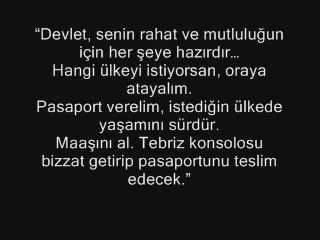 “Devlet, senin rahat ve mutluluğun
için her şeye hazırdır...
Hangi ülkeyi istiyorsan, oraya
atayalım.
Pasaport verelim, istediğin ülkede
yaşamını sürdür.
Maaşını al. Tebriz konsolosu
bizzat getirip pasaportunu teslim
edecek.”